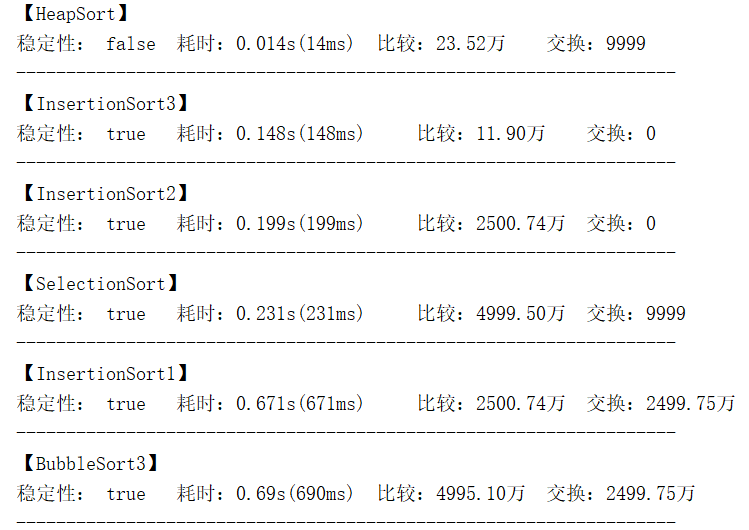 【HeapSort】
稳定性： false 耗时：0.014s(14ms) 比较：23.52万 交换：9999
------------------------------------------------------------------
【InsertionSort3】
稳定性： true 耗时：0.148s(148ms) 比较：11.90万 交换：0
------------------------------------------------------------------
【InsertionSort2】
稳定性： true 耗时：0.199s(199ms) 比较：2500.74万 交换：0
------------------------------------------------------------------
【SelectionSort】
稳定性： true 耗时：0.231s(231ms) 比较：4999.50万 交换：9999
------------------------------------------------------------------
【InsertionSort1】
稳定性： true 耗时：0.671s(671ms) 比较：2500.74万 交换：2499.75万
------------------------------------------------------------------
【BubbleSort3】
稳定性： true 耗时：0.69s(690ms) 比较：4995.10万 交换：2499.75万
------------------------------------------------------------------